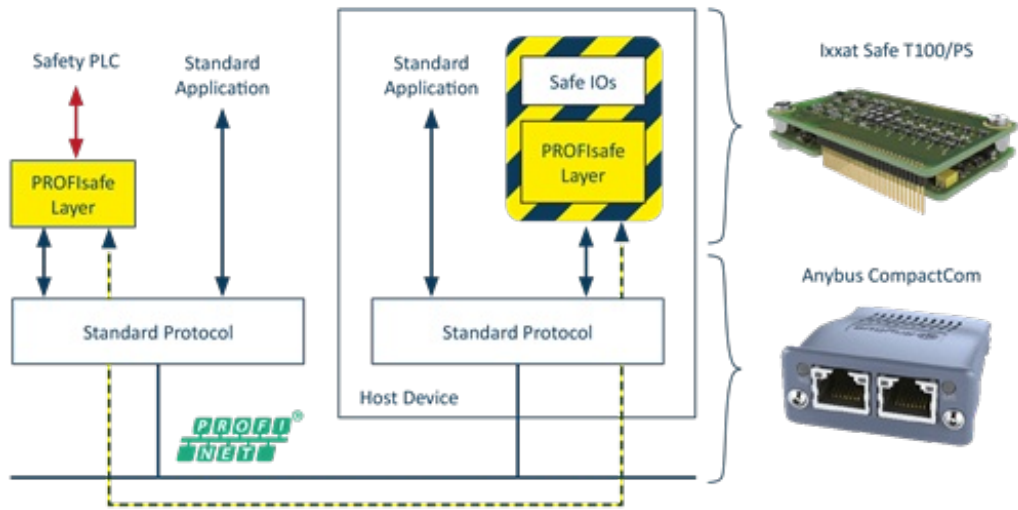 Safety PLC
Standard
Application
PROFIsafe
Layer
Standard Protocol
PROFI
NET
®
Standard
Application
Safe IOs
PROFIsafe
Layer
Standard Protocol
Host Device
Ixxat Safe T100/PS
Anybus CompactCom